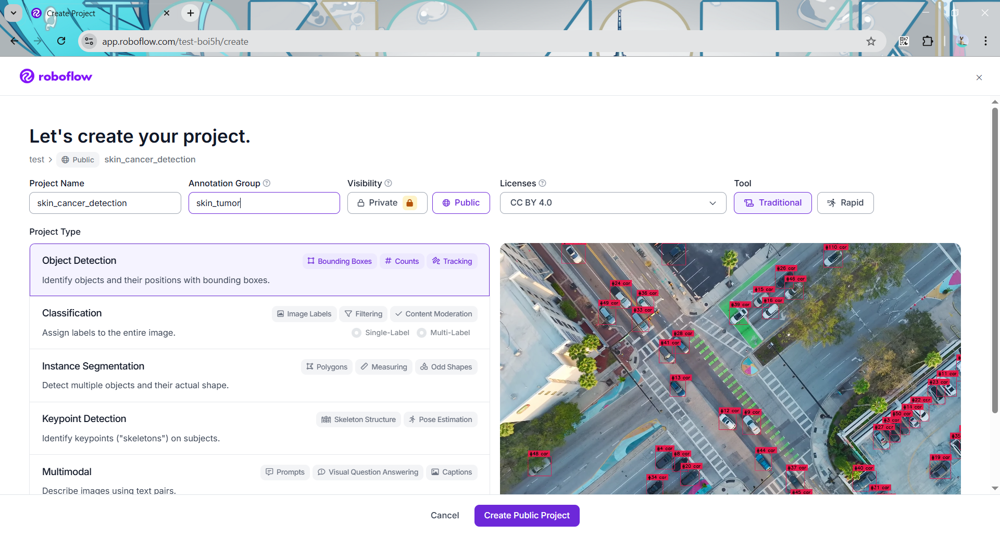 Create Project
app.roboflow.com/test-boi5h/create
roboflow
Let's create your project.
test > Public skin_cancer_detection
Project Name Annotation Group Visibility Licenses Tool
skin_cancer_detection skin_tumor Private Public CC BY 4.0 Traditional Rapid
Project Type
Object Detection Bounding Boxes # Counts Tracking
Identify objects and their positions with bounding boxes.
Classification Image Labels Filtering Content Moderation
Assign labels to the entire image. Single-Label Multi-Label
Instance Segmentation Polygons Measuring Odd Shapes
Detect multiple objects and their actual shape.
Keypoint Detection Skeleton Structure Pose Estimation
Identify keypoints ("skeletons") on subjects.
Multimodal Prompts Visual Question Answering Captions
Describe images using text pairs.
#110 car
#26 car
#46 car
#24 car
#15 car
#36 car
#16 car
#49 car
#39 car
#33 car
#28 car
#41 car
#11 car
#13 car
#23 car
#22 car
#14 car
#12 car
#9 car
#50 car
#3 car
#27 car
#35
#4 car
#44 car
#48 car
#8 car
#19 car
#20 car
#37 car
#40 car
#34 car
#31 car
#45 car
Cancel Create Public Project